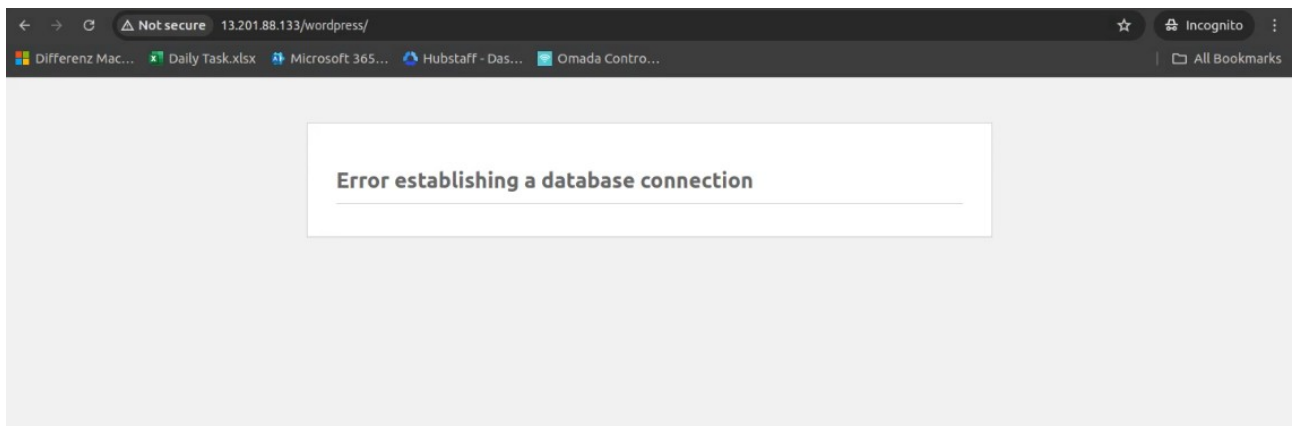 Not secure 13.201.88.133/wordpress/ Incognito
Differenz Mac... Daily Task.xlsx Microsoft 365... Hubstaff - Das... Omada Contro... All Bookmarks
Error establishing a database connection